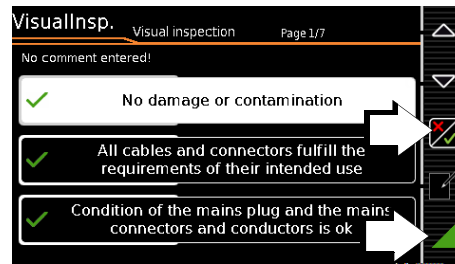 VisualInsp.
Visual inspection
Page 1/7
No comment entered!
No damage or contamination
All cables and connectors fulfill the
requirements of their intended use
Condition of the mains plug and the mains
connectors and conductors is ok